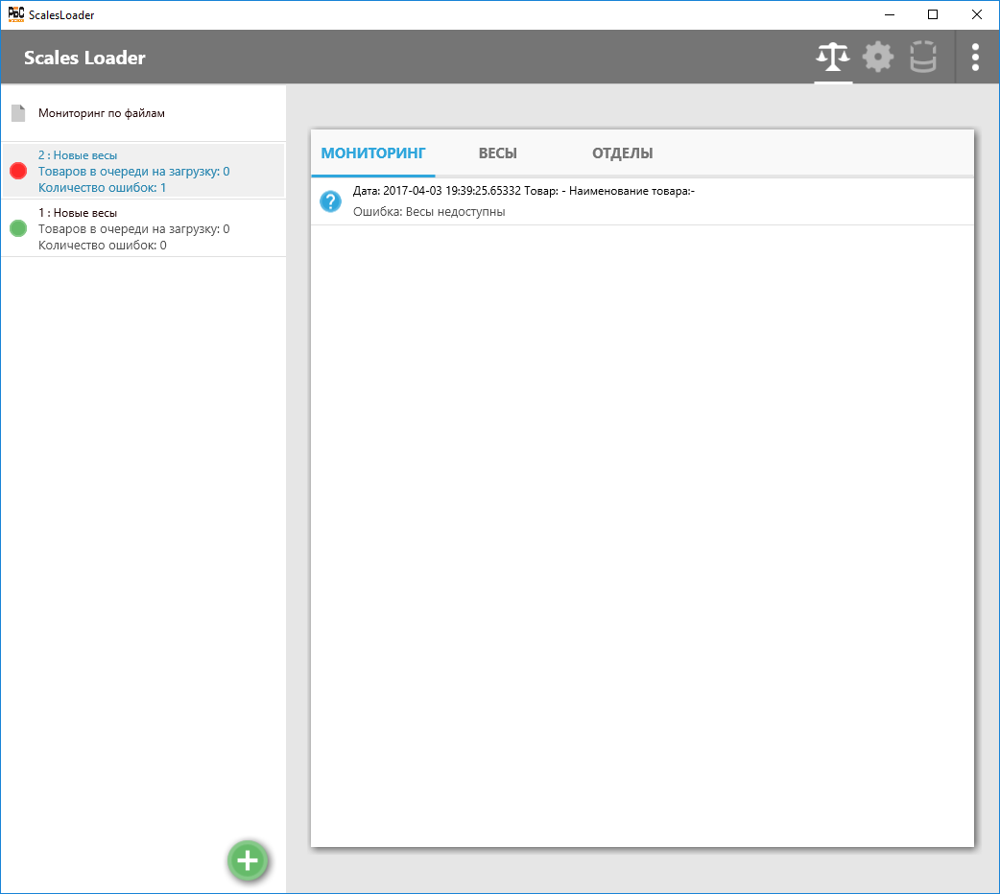 ScalesLoader
Scales Loader
Мониторинг по файлам
2 : Новые весы
Товаров в очереди на загрузку: 0
Количество ошибок: 1
1 : Новые весы
Товаров в очереди на загрузку: 0
Количество ошибок: 0
МОНИТОРИНГ ВЕСЫ ОТДЕЛЫ
Дата: 2017-04-03 19:39:25.65332 Товар: - Наименование товара:-
Ошибка: Весы недоступны